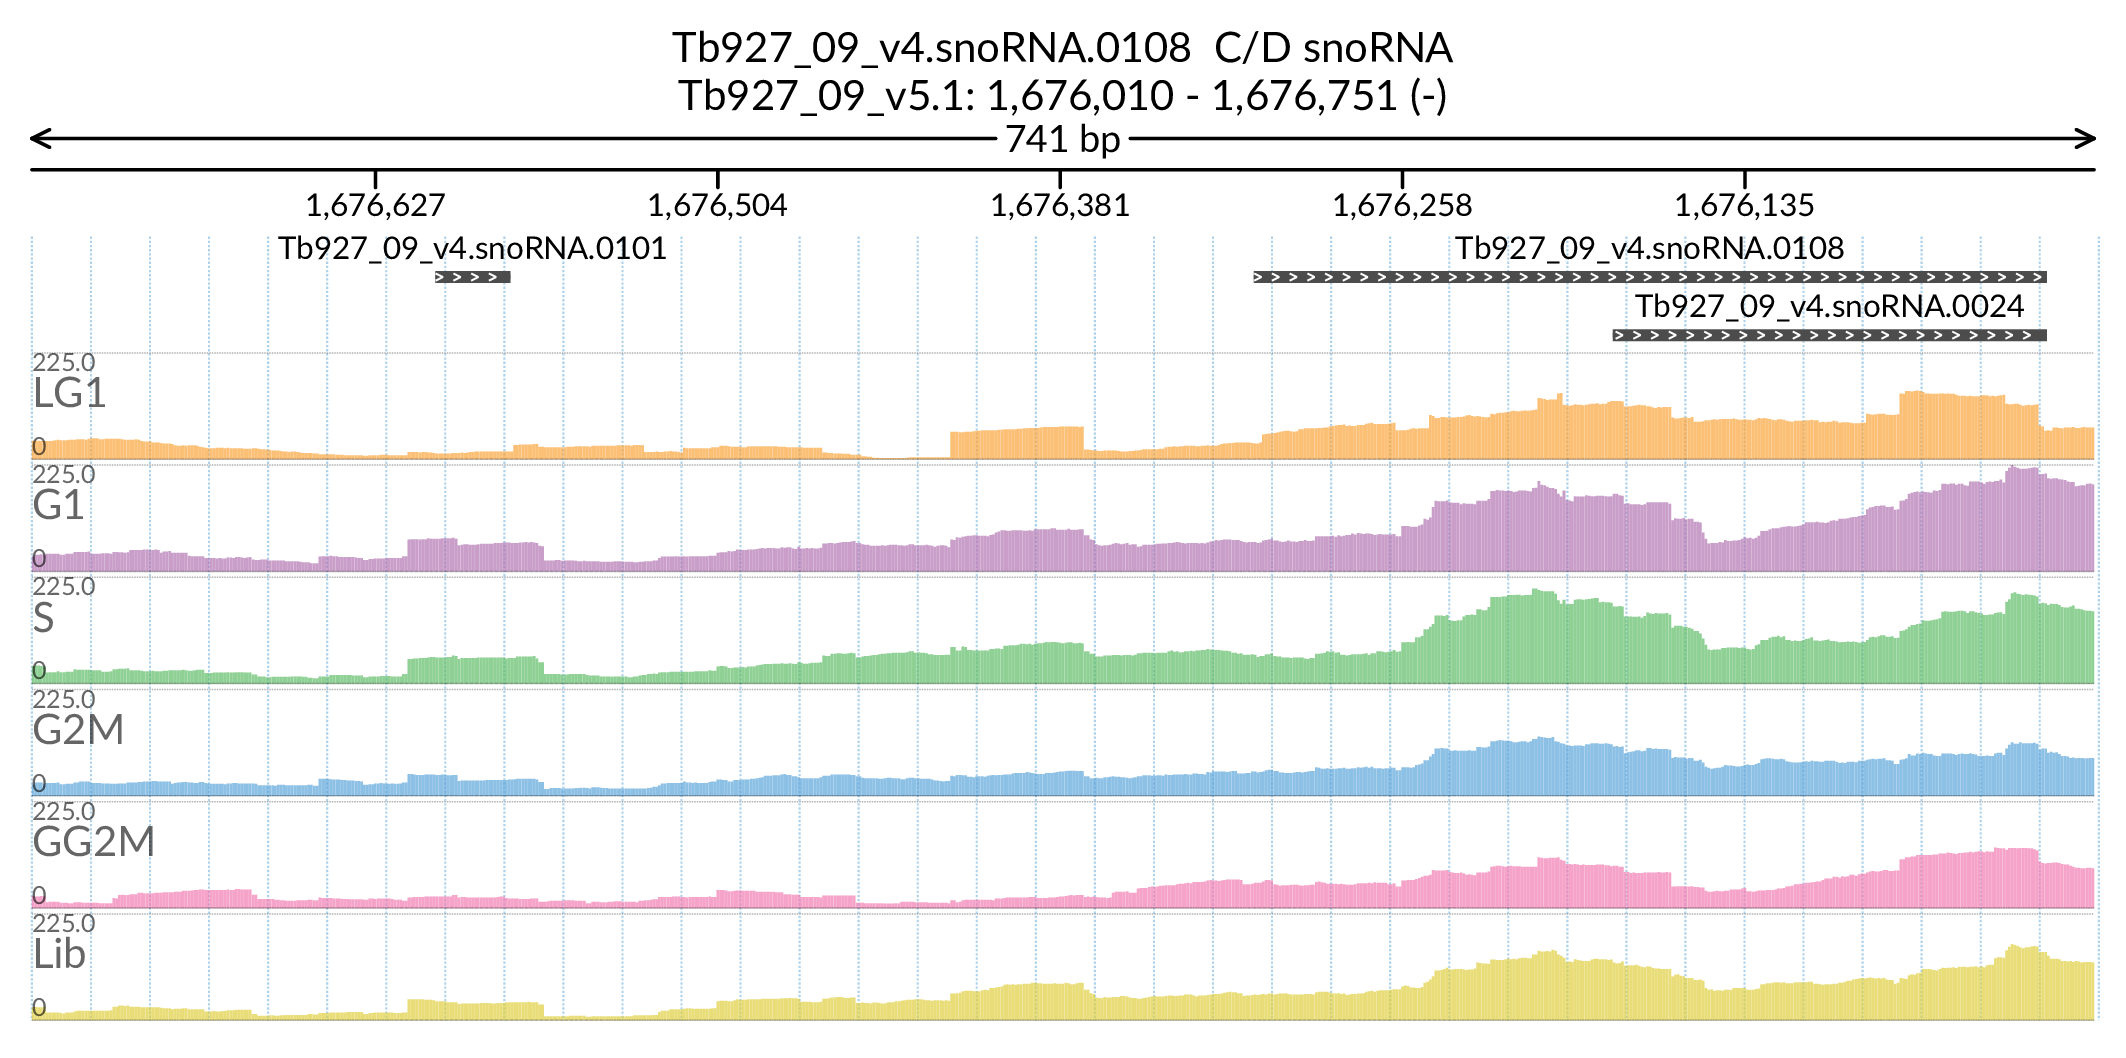 Tb927_09_v4.snoRNA.0108  C/D snoRNA
Tb927_09_v5.1: 1,676,010 - 1,676,751 (-)
741 bp
1,676,627 1,676,504 1,676,381 1,676,258 1,676,135
Tb927_09_v4.snoRNA.0101 Tb927_09_v4.snoRNA.0108
Tb927_09_v4.snoRNA.0024
225.0
LG1
0
225.0
G1
0
225.0
S
0
225.0
G2M
0
225.0
GG2M
0
225.0
Lib
0